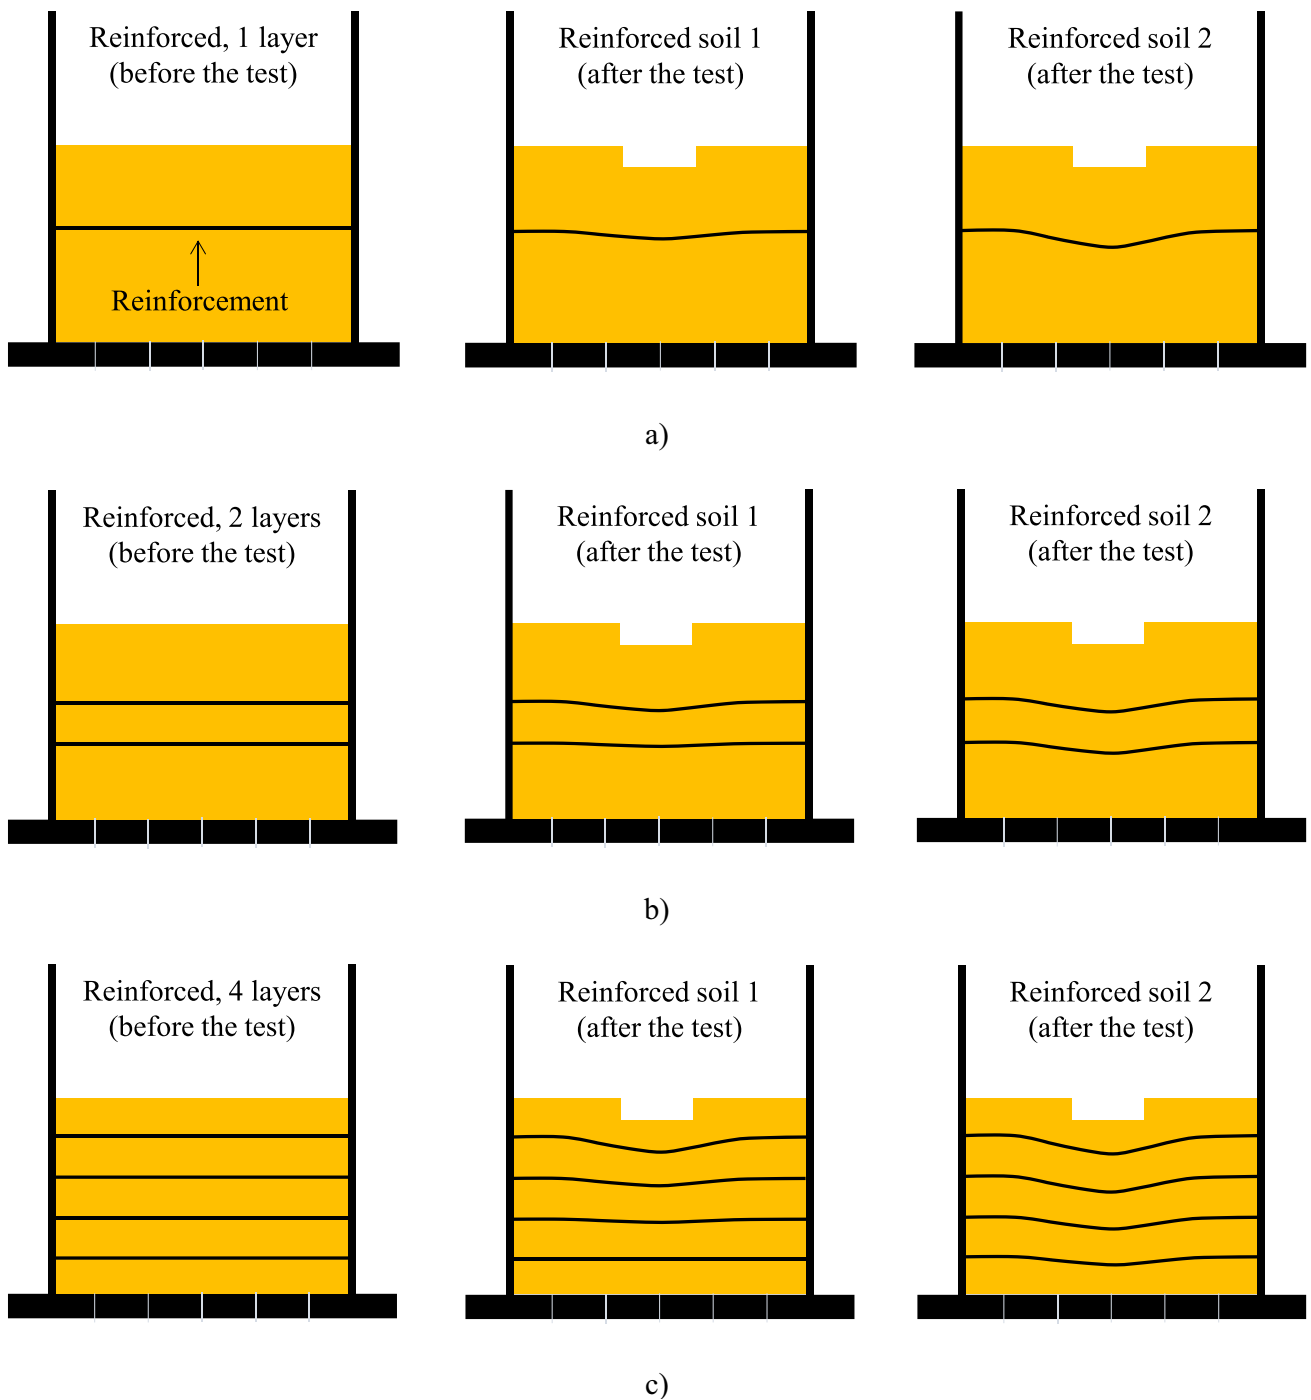 Reinforced, 1 layer
(before the test)
Reinforced soil 1
(after the test)
Reinforced soil 2
(after the test)
Reinforcement
a)
Reinforced, 2 layers
(before the test)
Reinforced soil 1
(after the test)
Reinforced soil 2
(after the test)
b)
Reinforced, 4 layers
(before the test)
Reinforced soil 1
(after the test)
Reinforced soil 2
(after the test)
c)